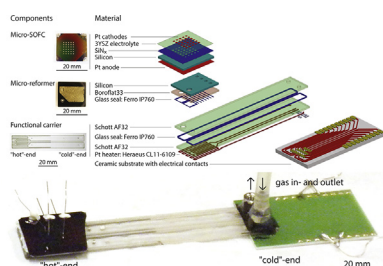 Components
Material
Micro-SOFC
Pt cathodes
3YSZ electrolyte
SiNx
Silicon
Pt anode
20 mm
Micro-reformer
Silicon
Boroflat33
Glass seal: Ferro IP760
20 mm
Functional carrier
Schott AF32
Glass seal: Ferro IP760
"hot"-end
"cold"-end
20 mm
Schott AF32
Pt heater: Heraeus CL11-6109
Ceramic substrate with electrical contacts
gas in- and outlet
"hot"-end
"cold"-end
20 mm